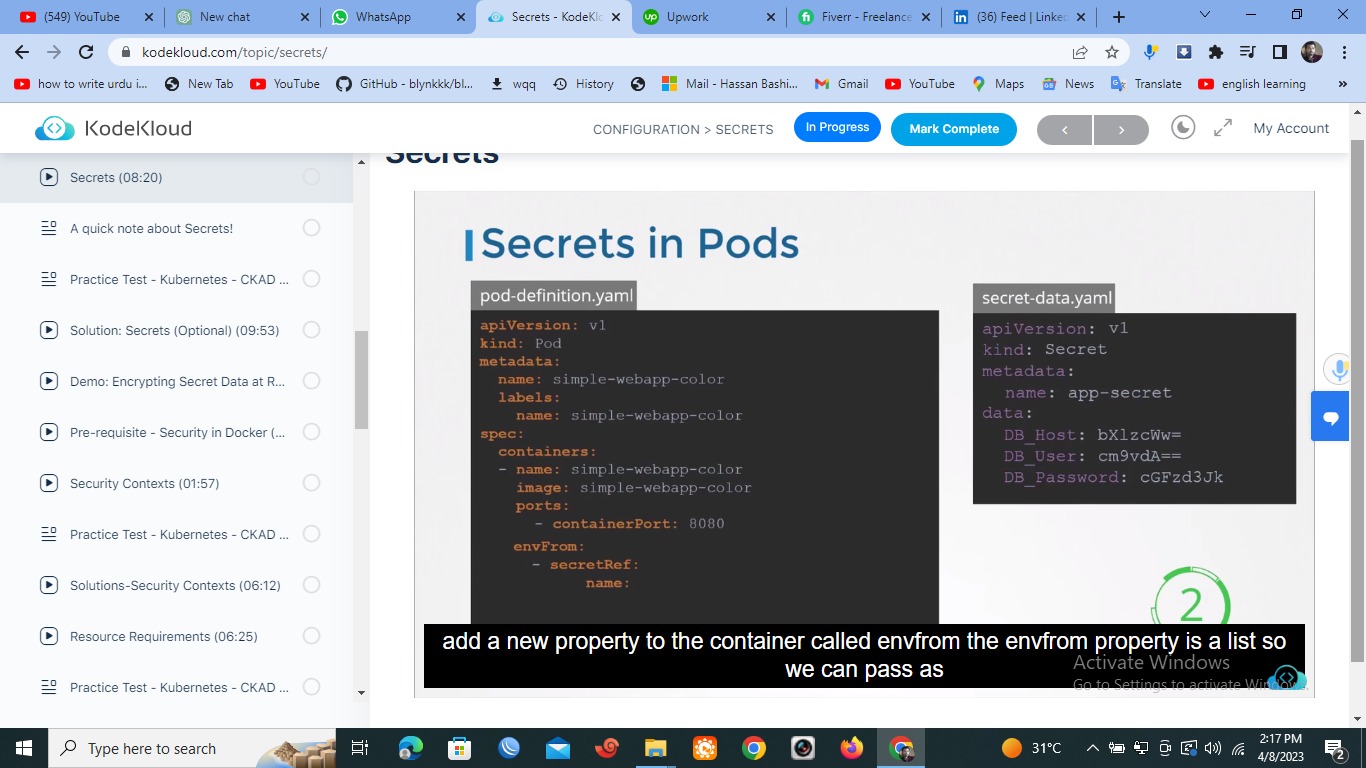 (549) YouTube
New chat
WhatsApp
Secrets - KodeKlo
Upwork
Fiverr - Freelance
(36) Feed | Linked
kodekloud.com/topic/secrets/
how to write urdu i...
New Tab
YouTube
GitHub - blynkkk/bl...
wqq
History
Mail - Hassan Bashi...
Gmail
YouTube
Maps
News
Translate
english learning
»
KodeKloud
CONFIGURATION > SECRETS
In Progress
Mark Complete
<
>
My Account
Secrets (08:20)
A quick note about Secrets!
Practice Test - Kubernetes - CKAD ...
Solution: Secrets (Optional) (09:53)
Demo: Encrypting Secret Data at R...
Pre-requisite - Security in Docker (...
Security Contexts (01:57)
Practice Test - Kubernetes - CKAD ...
Solutions-Security Contexts (06:12)
Resource Requirements (06:25)
Practice Test - Kubernetes - CKAD ...
Secrets
Secrets in Pods
pod-definition.yaml
apiVersion: v1
kind: Pod
metadata:
name: simple-webapp-color
labels:
name: simple-webapp-color
spec:
containers:
- name: simple-webapp-color
image: simple-webapp-color
ports:
- containerPort: 8080
envFrom:
- secretRef:
name:
secret-data.yaml
apiVersion: v1
kind: Secret
metadata:
name: app-secret
data:
DB_Host: bXlzcWw=
DB_User: cm9vdA==
DB_Password: cGFzd3Jk
2
add a new property to the container called envfrom the envfrom property is a list so
we can pass as
Activate Windows
Go to Settings to activate Windows.
Type here to search
31°C
2:17 PM
4/8/2023
2